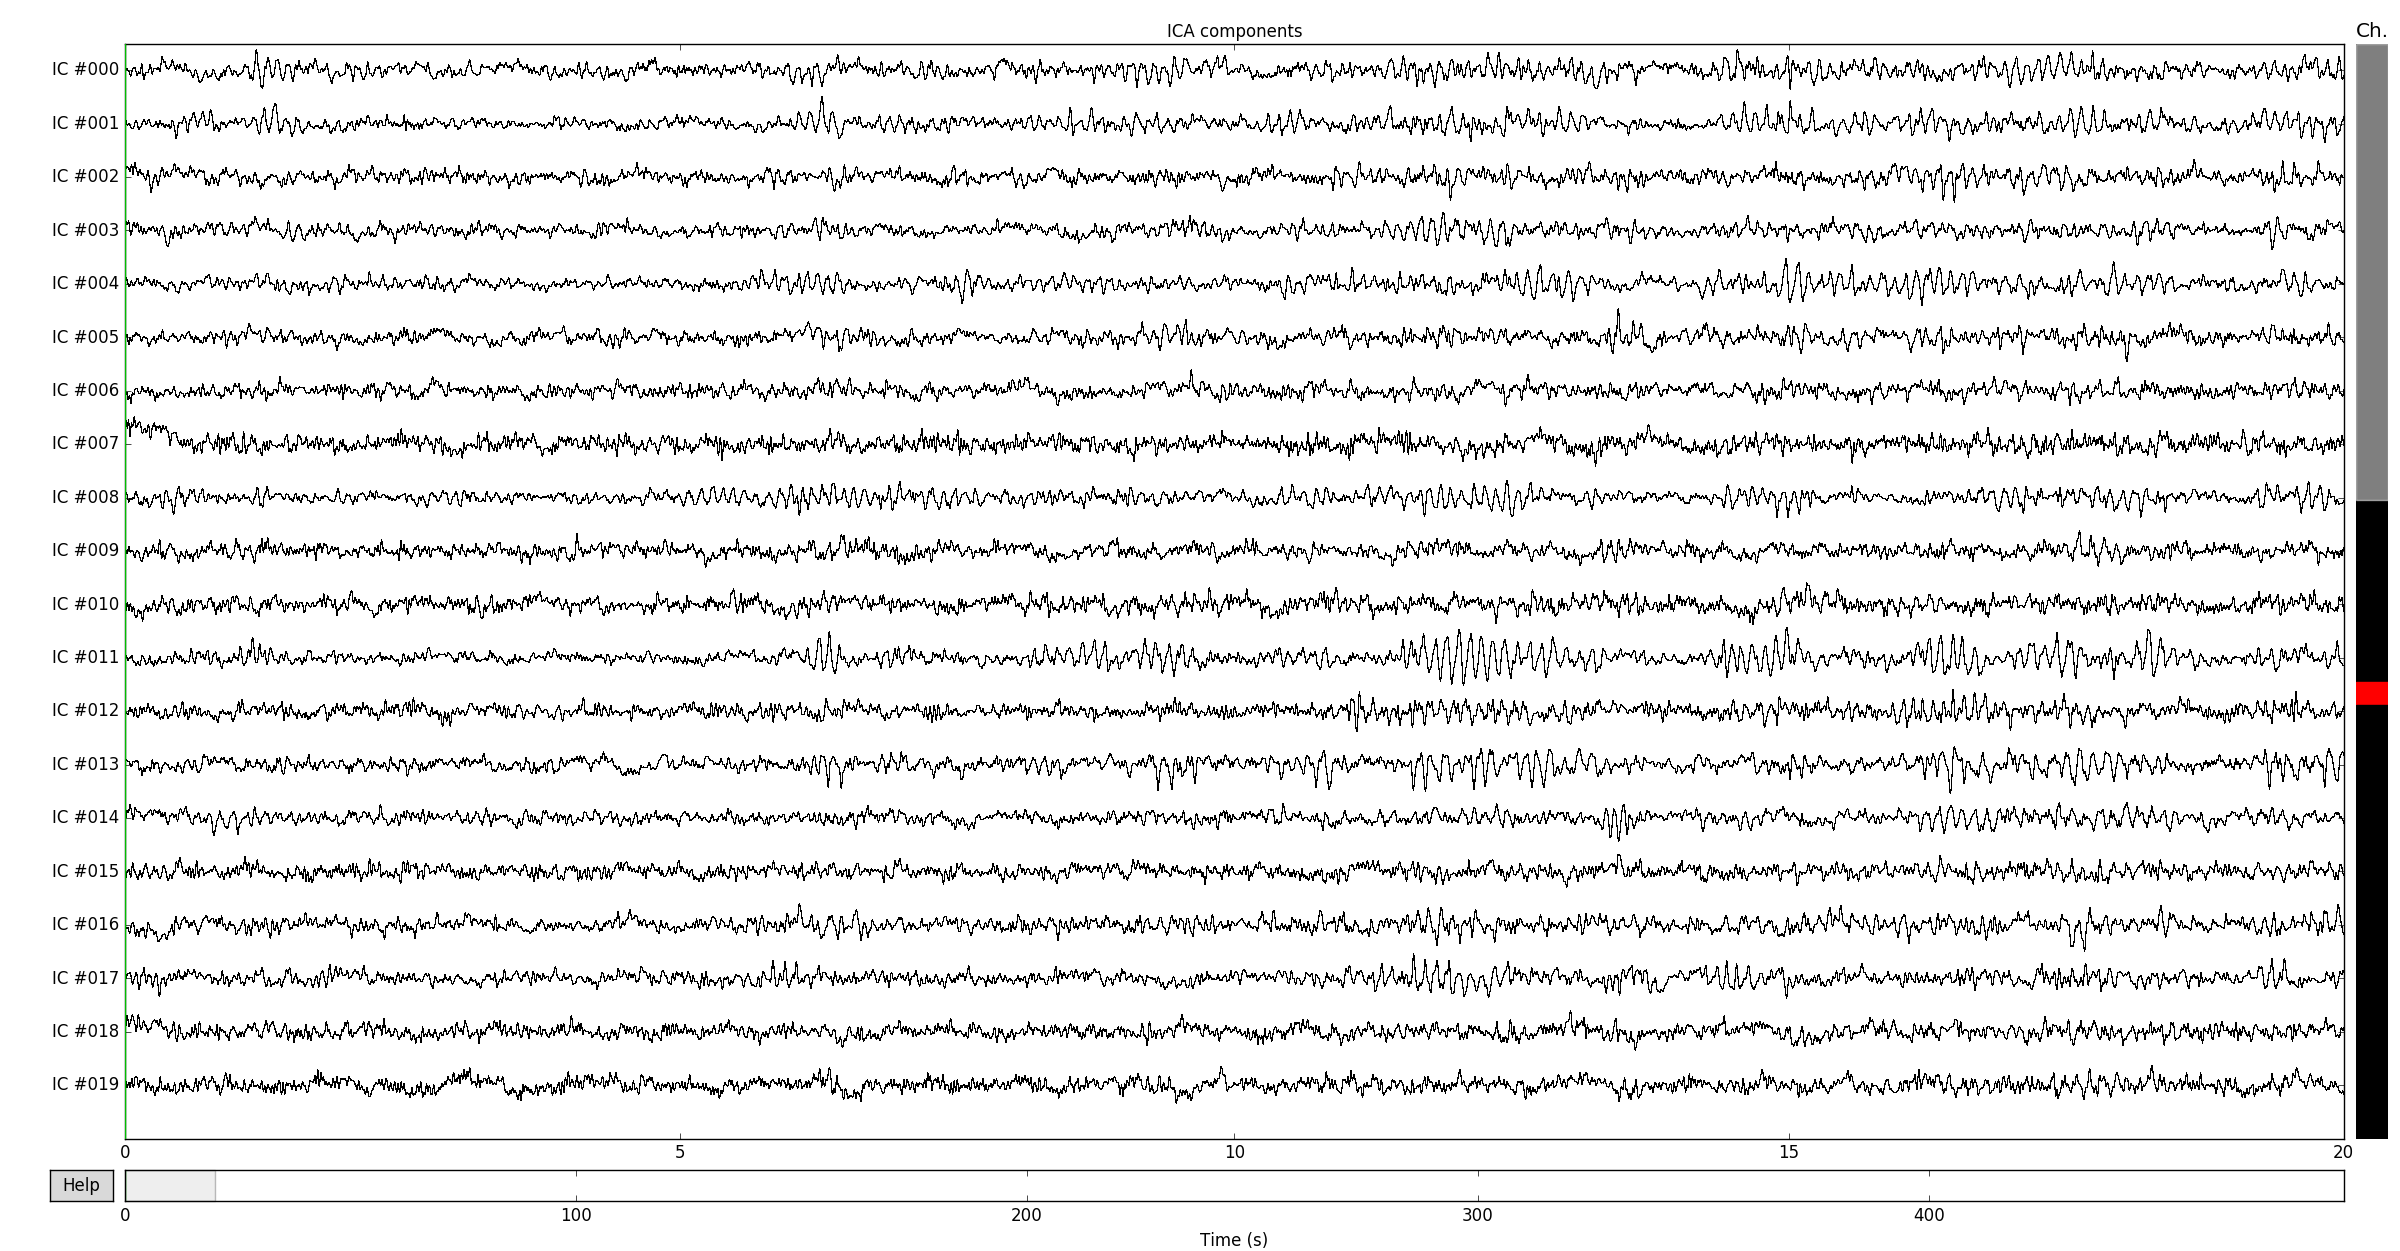 ICA components
Ch.
IC #000
IC #001
IC #002
IC #003
IC #004
IC #005
IC #006
IC #007
IC #008
IC #009
IC #010
IC #011
IC #012
IC #013
IC #014
IC #015
IC #016
IC #017
IC #018
IC #019
0 5 10 15 20
Help
0 100 200 300 400
Time (s)